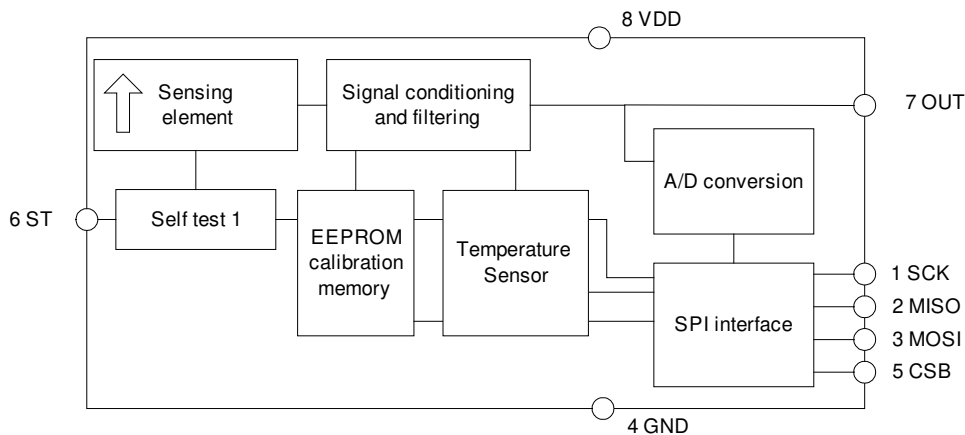 8 VDD
Sensing
element
Signal conditioning
and filtering
7 OUT
A/D conversion
6 ST
Self test 1
EEPROM
calibration
memory
Temperature
Sensor
SPI interface
1 SCK
2 MISO
3 MOSI
5 CSB
4 GND